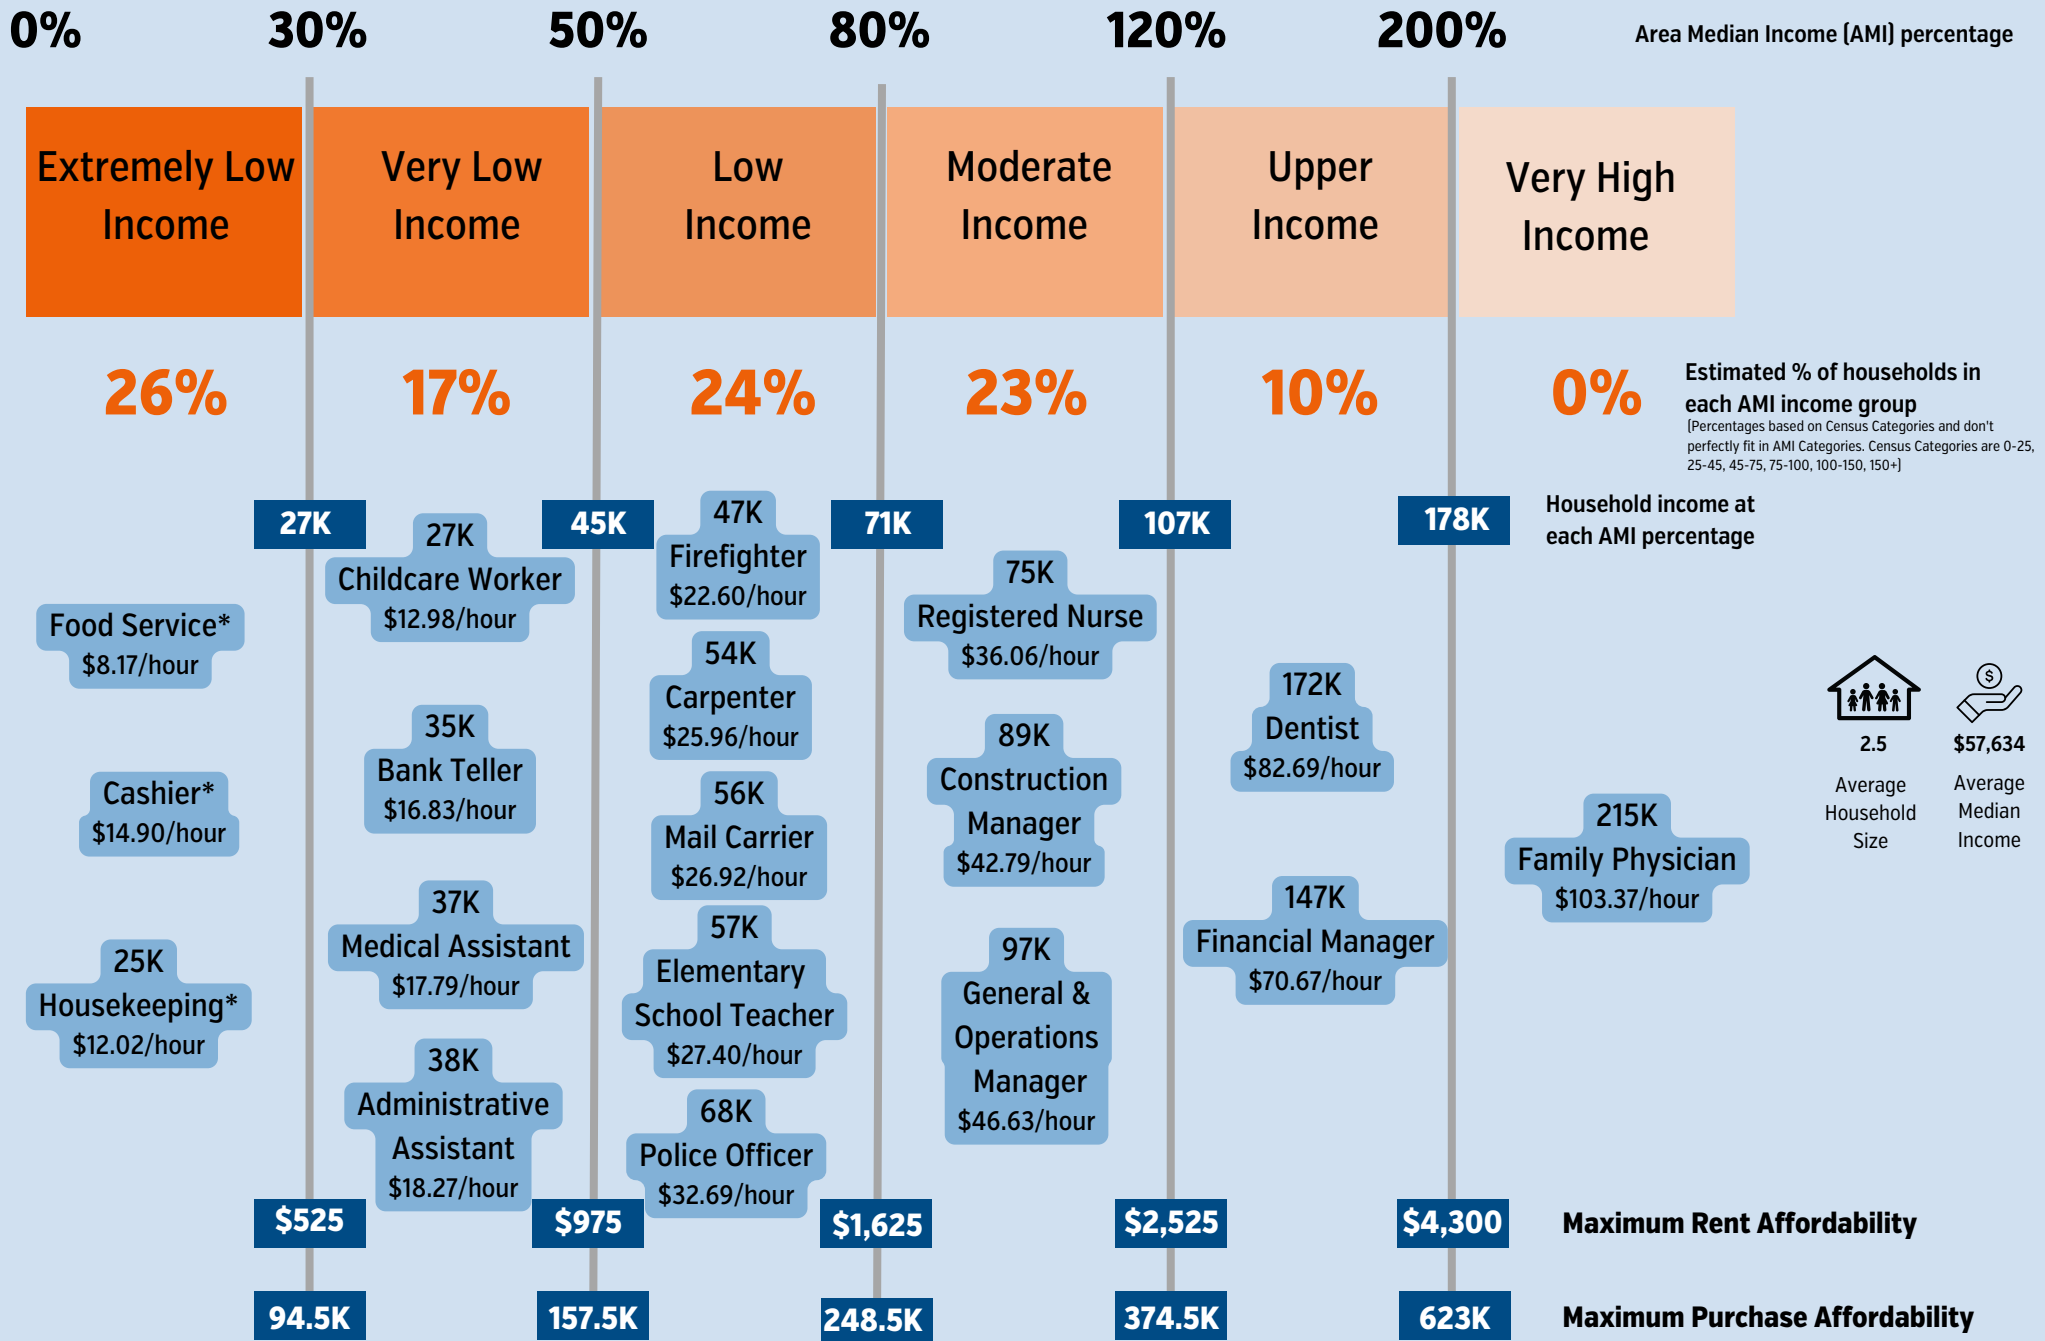 0%
30%
50%
80%
120%
200%
Area Median Income (AMI) percentage
Extremely Low
Income
Very Low
Income
Low
Income
Moderate
Income
Upper
Income
Very High
Income
26%
17%
24%
23%
10%
0%
Estimated % of households in
each AMI income group
(Percentages based on Census Categories and don't
perfectly fit in AMI Categories. Census Categories are 0-25,
25-45, 45-75, 75-100, 100-150, 150+)
27K
45K
71K
107K
178K
Household income at
each AMI percentage
Food Service*
$8.17/hour
Cashier*
$14.90/hour
25K
Housekeeping*
$12.02/hour
27K
Childcare Worker
$12.98/hour
35K
Bank Teller
$16.83/hour
37K
Medical Assistant
$17.79/hour
38K
Administrative
Assistant
$18.27/hour
47K
Firefighter
$22.60/hour
54K
Carpenter
$25.96/hour
56K
Mail Carrier
$26.92/hour
57K
Elementary
School Teacher
$27.40/hour
68K
Police Officer
$32.69/hour
75K
Registered Nurse
$36.06/hour
89K
Construction
Manager
$42.79/hour
97K
General &
Operations
Manager
$46.63/hour
172K
Dentist
$82.69/hour
147K
Financial Manager
$70.67/hour
215K
Family Physician
$103.37/hour
$
2.5
Average
Household
Size
$57,634
Average
Median
Income
$525
$975
$1,625
$2,525
$4,300
Maximum Rent Affordability
94.5K
157.5K
248.5K
374.5K
623K
Maximum Purchase Affordability